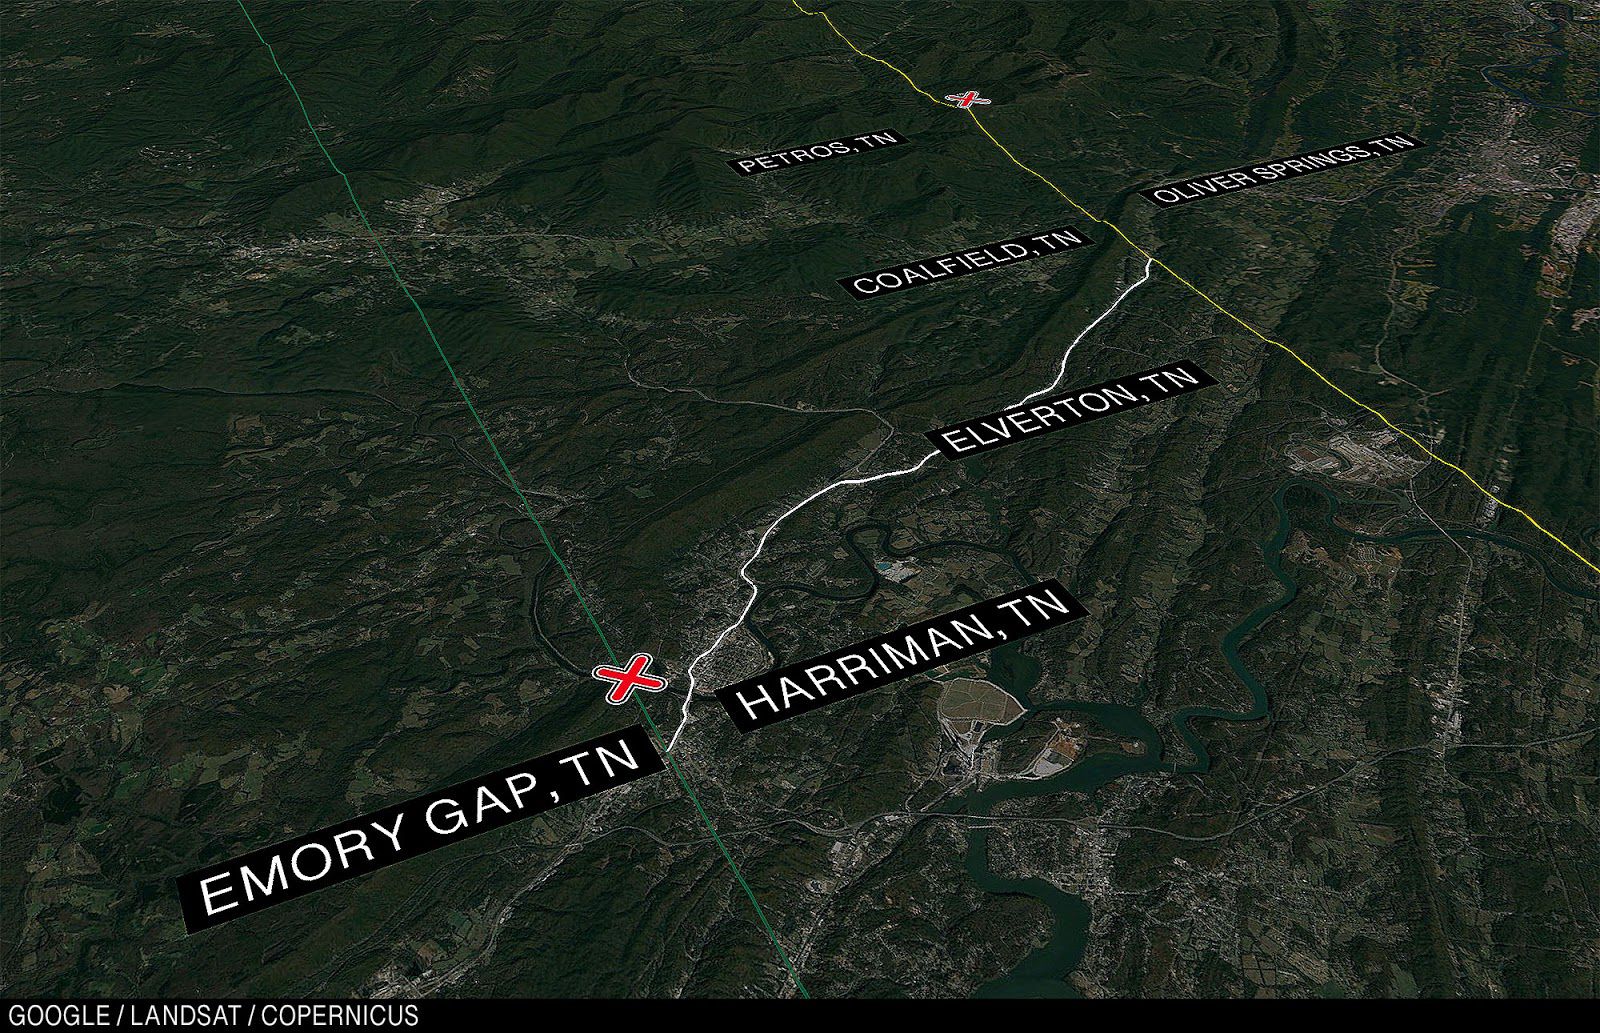 PETROS, TN
OLIVER SPRINGS, TN
COALFIELD, TN
ELVERTON, TN
HARRIMAN, TN
EMORY GAP, TN
GOOGLE / LANDSAT / COPERNICUS